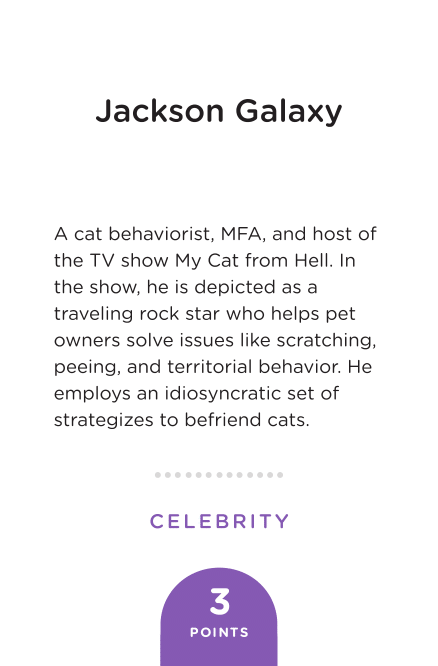 Jackson Galaxy
A cat behaviorist, MFA, and host of
the TV show My Cat from Hell. In
the show, he is depicted as a
traveling rock star who helps pet
owners solve issues like scratching,
peeing, and territorial behavior. He
employs an idiosyncratic set of
strategizes to befriend cats.
CELEBRITY
3
POINTS